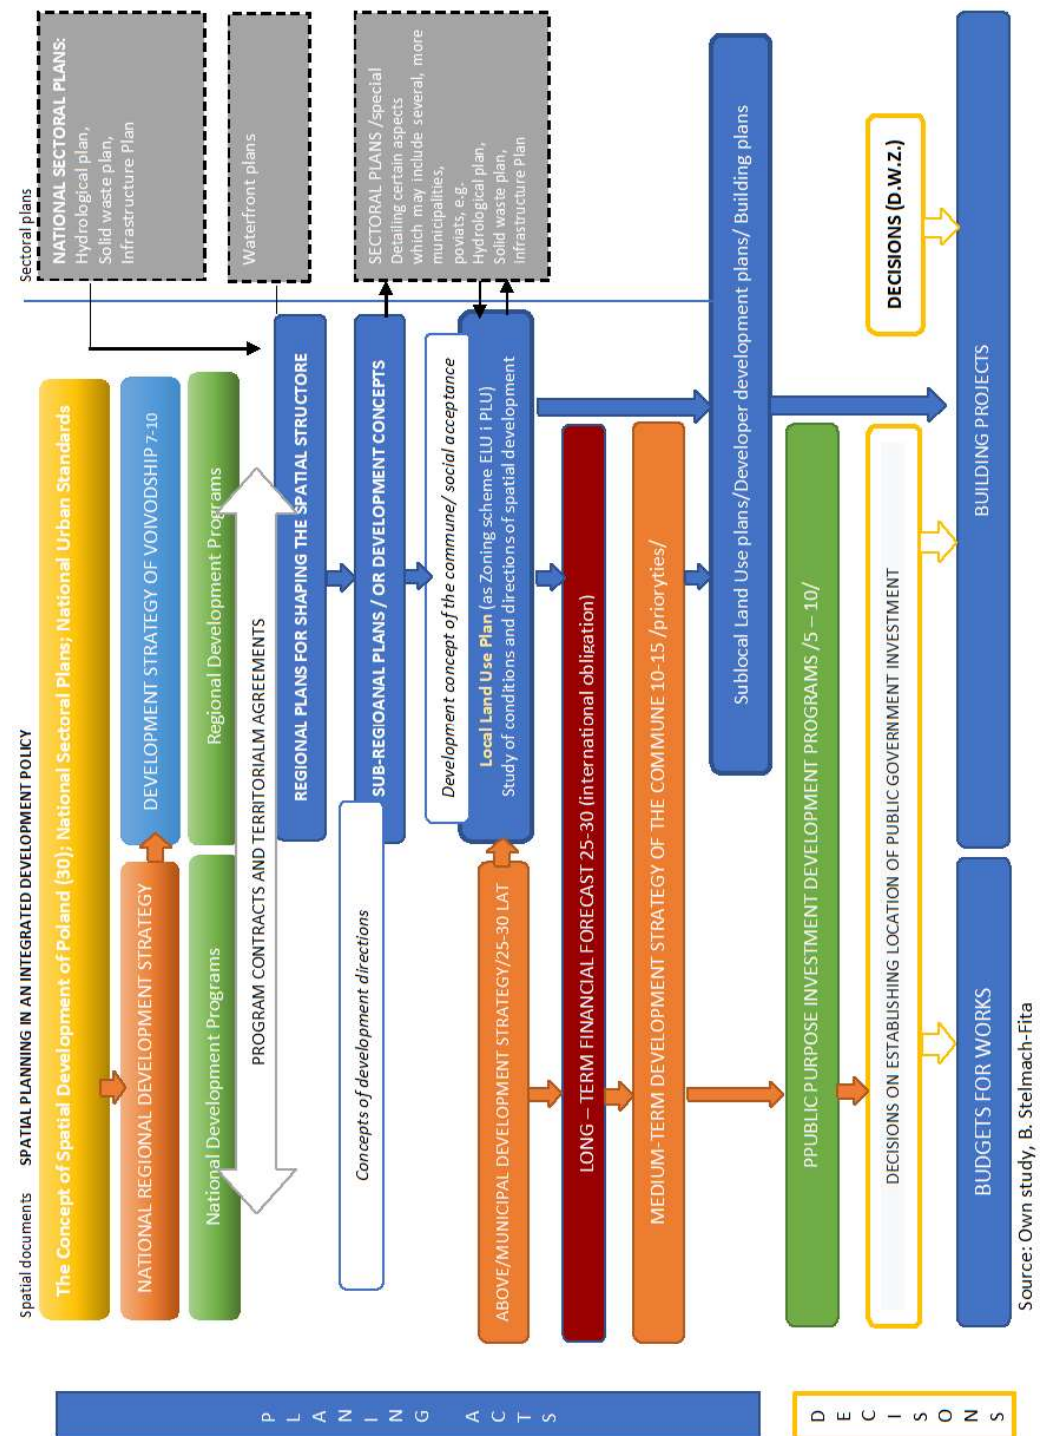 Spatial documents
SPATIAL PLANNING IN AN INTEGRATED DEVELOPMENT POLICY
Sectoral plans
The Concept of Spatial Development of Poland (30); National Sectoral Plans; National Urban Standards
NATIONAL SECTORAL PLANS:
Hydrological plan,
Solid waste plan,
Infrastructure Plan
NATIONAL REGIONAL DEVELOPMENT STRATEGY
DEVELOPMENT STRATEGY OF VOIVODSHIP 7-10
National Development Programs
Regional Development Programs
PROGRAM CONTRACTS AND TERRITORIALM AGREEMENTS
Waterfront plans
REGIONAL PLANS FOR SHAPING THE SPATIAL STRUCTORE
Concepts of development directions
SUB-REGIOANAL PLANS / OR DEVELOPMENT CONCEPTS
SECTORAL PLANS /special
Detailing certain aspects
which may include several, more
municipalities,
poviats, e.g.
Hydrological plan,
Solid waste plan,
Infrastructure Plan
Development concept of the commune/ social acceptance
ABOVE/MUNICIPAL DEVELOPMENT STRATEGY/25-30 LAT
Local Land Use Plan (as Zoning scheme ELU i PLU)
Study of conditions and directions of spatial development
LONG – TERM FINANCIAL FORECAST 25-30 (international obligation)
MEDIUM-TERM DEVELOPMENT STRATEGY OF THE COMMUNE 10-15 /prioryties/
Sublocal Land Use plans/Developer development plans/ Building plans
PPUBLIC PURPOSE INVESTMENT DEVELOPMENT PROGRAMS /5 – 10/
DECISIONS ON ESTABLISHING LOCATION OF PUBLIC GOVERNMENT INVESTMENT
DECISIONS (D.W.Z.)
BUDGETS FOR WORKS
BUILDING PROJECTS
PLANING ACTS
DECISONS
Source: Own study, B. Stelmach-Fita